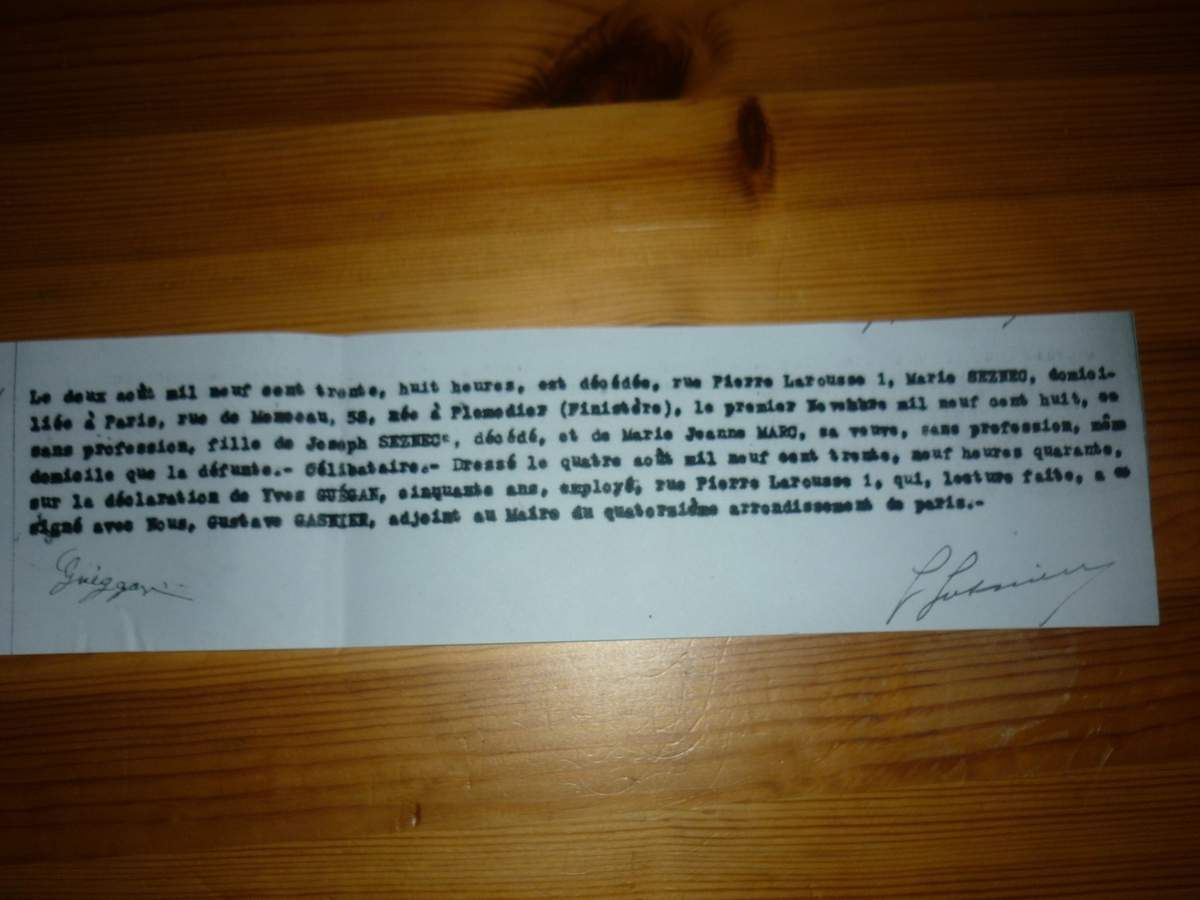 Le deux août mil neuf cent trente, huit heures, est décédée, rue Pierre Larousse 1, Marie SEZNEC, domici-
liée à Paris, rue de Monceau, 58, née à Plomodier (Finistère), le premier Novembre mil neuf cent huit,
sans profession, fille de Joseph SEZNEC, décédé, et de Marie Jeanne MARC, sa veuve, sans profession, même
domicile que la défunte.- Célibataire.- Dressé le quatre août mil neuf cent trente, neuf heures quarante,
sur la déclaration de Yves GUÉGAN, cinquante ans, employé, rue Pierre Larousse 1, qui, lecture faite, a
signé avec Nous, Gustave GASNIER, adjoint au Maire du quatorzième arrondissement de paris.-
Guéggan
Gasnier